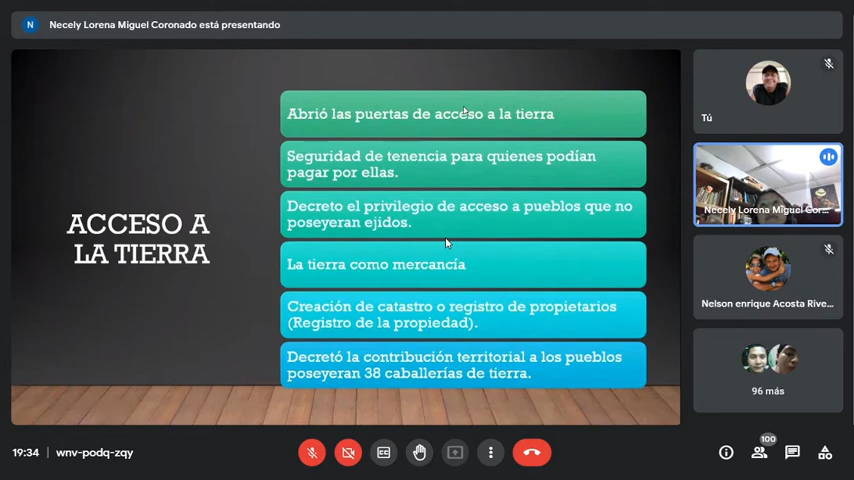 Necely Lorena Miguel Coronado está presentando
N
ACCESO A
LA TIERRA
Abrió las puertas de acceso a la tierra
Seguridad de tenencia para quienes podían
pagar por ellas.
Decreto el privilegio de acceso a pueblos que no
poseyeran ejidos.
La tierra como mercancía
Creación de catastro o registro de propietarios
(Registro de la propiedad).
Decretó la contribución territorial a los pueblos
poseyeran 38 caballerías de tierra.
Tú
Necely Lorena Miguel Cor...
Nelson enrique Acosta Rive...
96 más
19:34 | wnv-podq-zqy
100